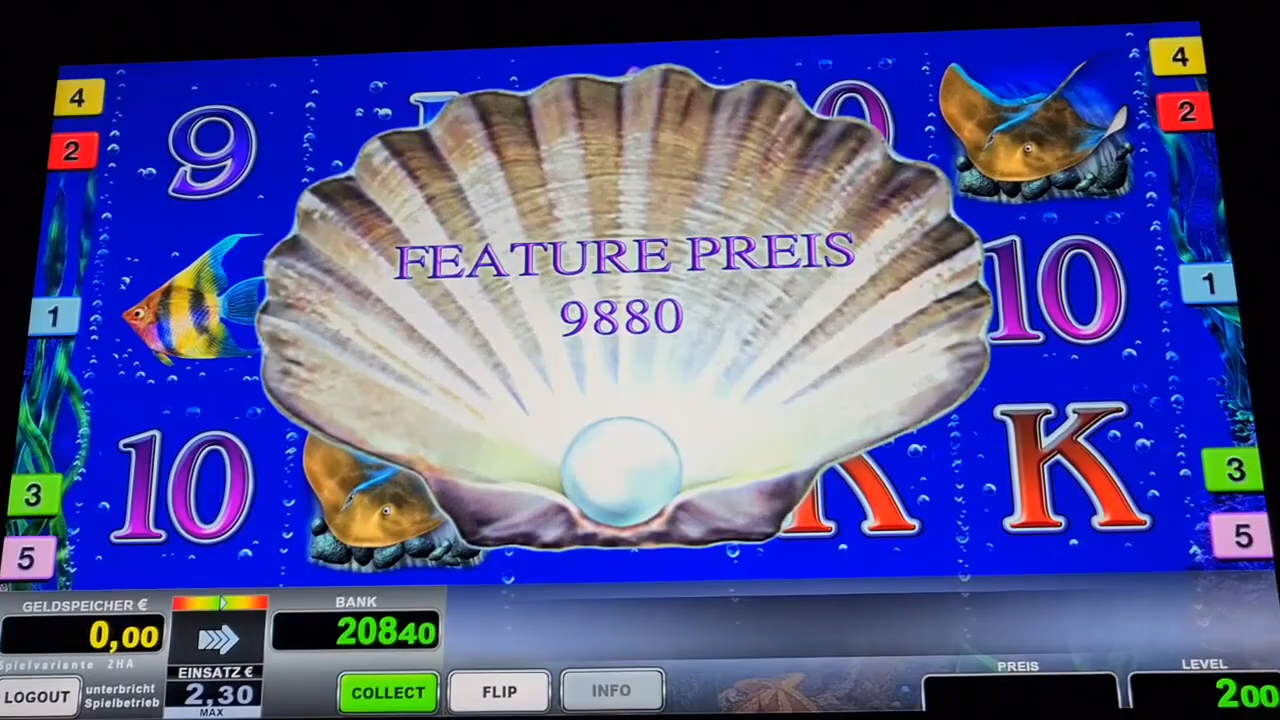 4
4
2
2
9
FEATURE PREIS
9880
1
1
10
10
K
K
3
3
5
5
GELDSPEICHER €
0,00
BANK
20840
Spielvariante 2HA
LOGOUT
unterbricht
Spielbetrieb
EINSATZ €
2,30
MAX
COLLECT
FLIP
INFO
PREIS
LEVEL
200